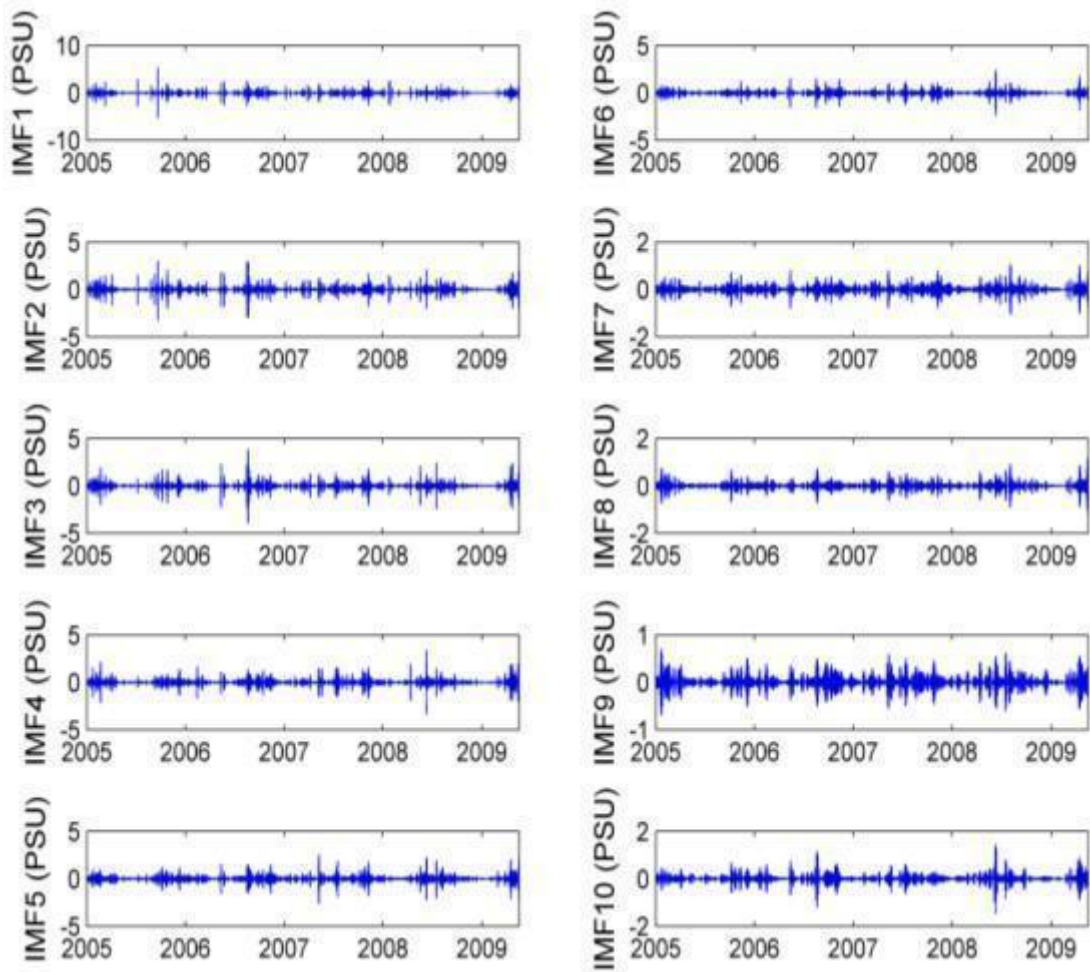 IMF1 (PSU)
10
0
-10
2005 2006 2007 2008 2009
IMF2 (PSU)
5
0
-5
2005 2006 2007 2008 2009
IMF3 (PSU)
5
0
-5
2005 2006 2007 2008 2009
IMF4 (PSU)
5
0
-5
2005 2006 2007 2008 2009
IMF5 (PSU)
5
0
-5
2005 2006 2007 2008 2009
IMF6 (PSU)
5
0
-5
2005 2006 2007 2008 2009
IMF7 (PSU)
2
0
-2
2005 2006 2007 2008 2009
IMF8 (PSU)
2
0
-2
2005 2006 2007 2008 2009
IMF9 (PSU)
1
0
-1
2005 2006 2007 2008 2009
IMF10 (PSU)
2
0
-2
2005 2006 2007 2008 2009